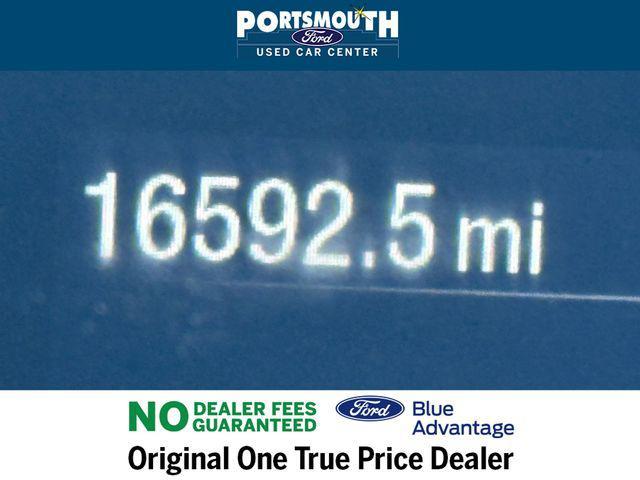 PORTSMOUTH
Ford
USED CAR CENTER
16592.5 mi
NO DEALER FEES
GUARANTEED
Ford
Blue
Advantage
Original One True Price Dealer